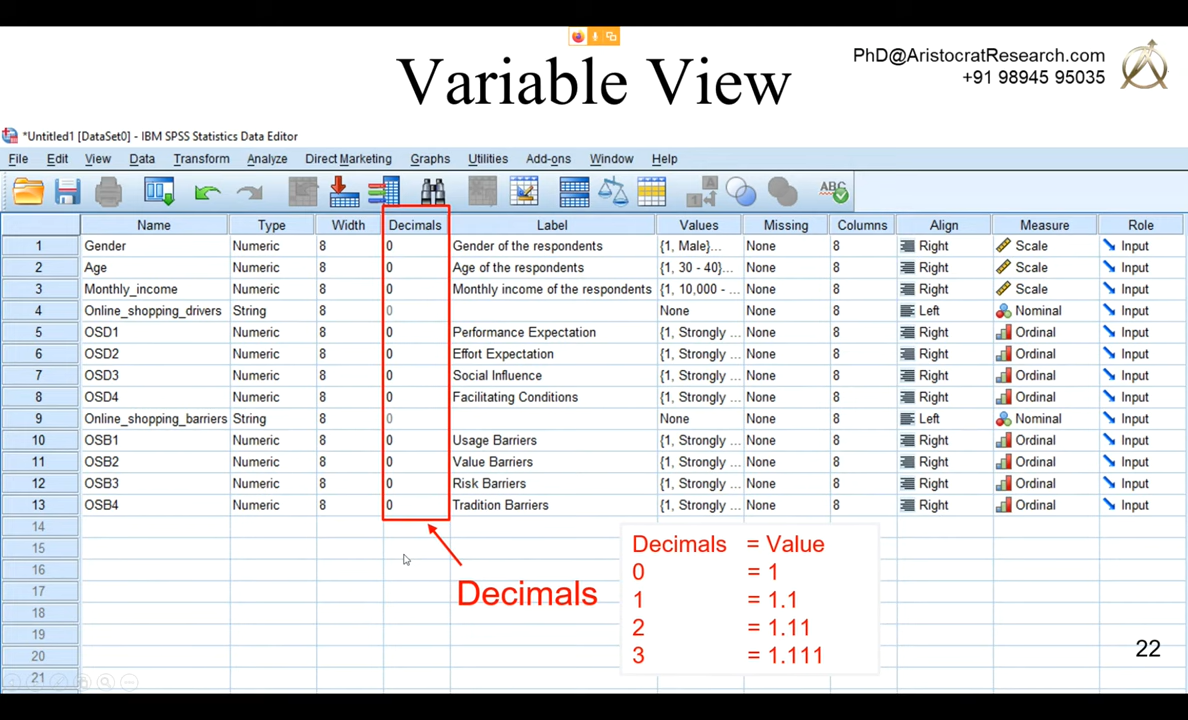 Variable View
PhD@AristocratResearch.com
+91 98945 95035
*Untitled1 [DataSet0] - IBM SPSS Statistics Data Editor
File Edit View Data Transform Analyze Direct Marketing Graphs Utilities Add-ons Window Help
Name Type Width Decimals Label Values Missing Columns Align Measure Role
1 Gender Numeric 8 0 Gender of the respondents {1, Male}... None 8 Right Scale Input
2 Age Numeric 8 0 Age of the respondents {1, 30 - 40}... None 8 Right Scale Input
3 Monthly_income Numeric 8 0 Monthly income of the respondents {1, 10,000 - ... None 8 Right Scale Input
4 Online_shopping_drivers String 8 0 None None 8 Left Nominal Input
5 OSD1 Numeric 8 0 Performance Expectation {1, Strongly ... None 8 Right Ordinal Input
6 OSD2 Numeric 8 0 Effort Expectation {1, Strongly ... None 8 Right Ordinal Input
7 OSD3 Numeric 8 0 Social Influence {1, Strongly ... None 8 Right Ordinal Input
8 OSD4 Numeric 8 0 Facilitating Conditions {1, Strongly ... None 8 Right Ordinal Input
9 Online_shopping_barriers String 8 0 None None 8 Left Nominal Input
10 OSB1 Numeric 8 0 Usage Barriers {1, Strongly ... None 8 Right Ordinal Input
11 OSB2 Numeric 8 0 Value Barriers {1, Strongly ... None 8 Right Ordinal Input
12 OSB3 Numeric 8 0 Risk Barriers {1, Strongly ... None 8 Right Ordinal Input
13 OSB4 Numeric 8 0 Tradition Barriers {1, Strongly ... None 8 Right Ordinal Input
14
15
16
17
18
19
20
21
Decimals
Decimals = Value
0 = 1
1 = 1.1
2 = 1.11
3 = 1.111
22